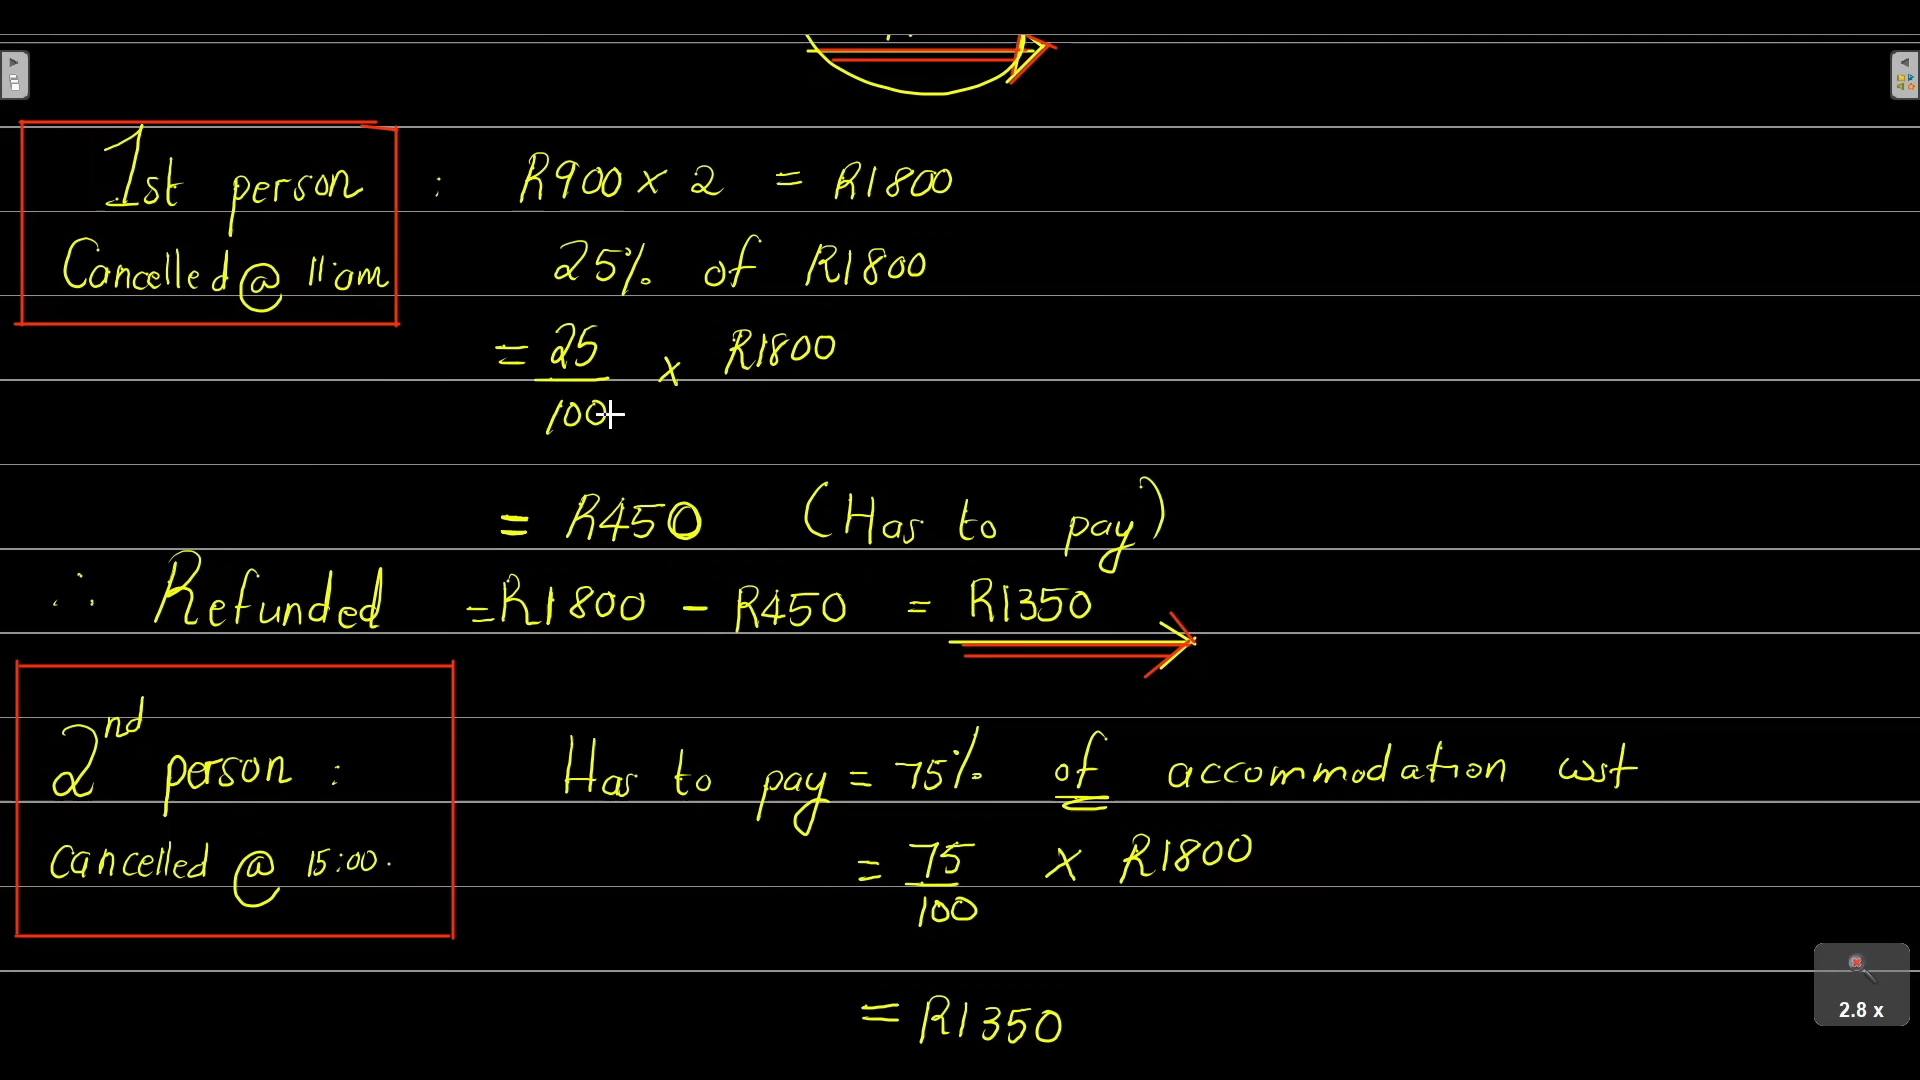 1st person : R900 x 2 = R1800
Cancelled @ 11am 25% of R1800
= 25/100 x R1800
= R450 (Has to pay)
∴ Refunded = R1800 - R450 = R1350
2nd person : Has to pay = 75% of accommodation cost
cancelled @ 15:00. = 75/100 x R1800
= R1350
2.8 x